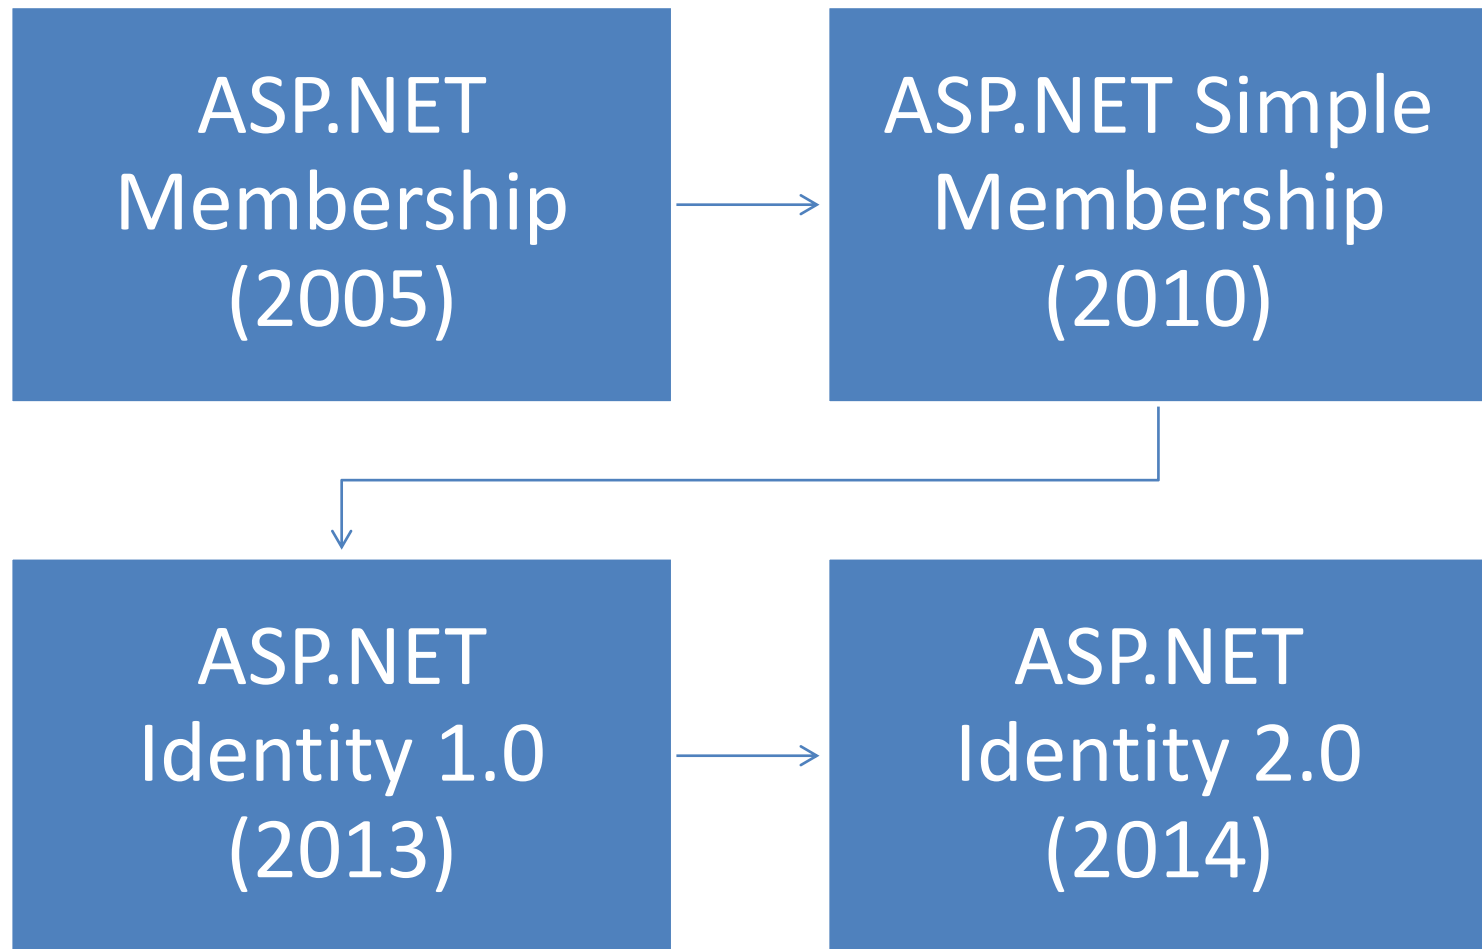 ASP.NET
Membership
(2005)
ASP.NET Simple
Membership
(2010)
ASP.NET
Identity 1.0
(2013)
ASP.NET
Identity 2.0
(2014)